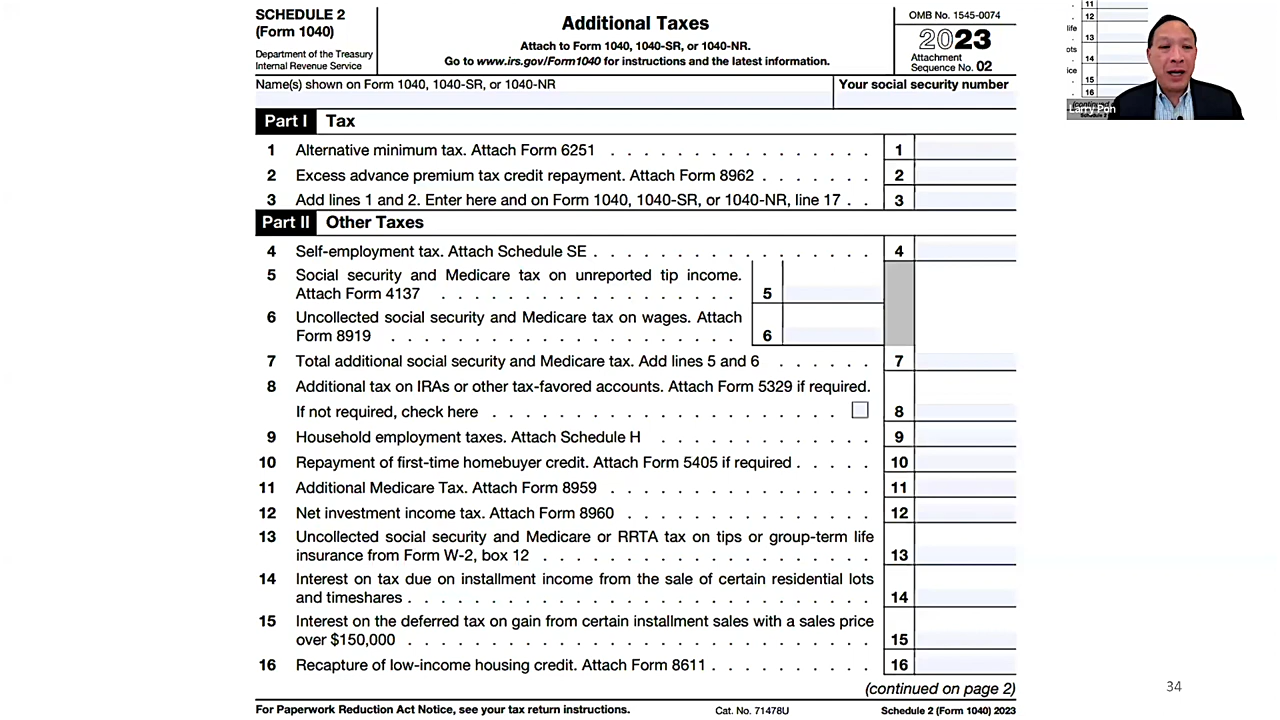 SCHEDULE 2
(Form 1040)
Department of the Treasury
Internal Revenue Service
Additional Taxes
Attach to Form 1040, 1040-SR, or 1040-NR.
Go to www.irs.gov/Form1040 for instructions and the latest information.
OMB No. 1545-0074
2023
Attachment
Sequence No. 02
Name(s) shown on Form 1040, 1040-SR, or 1040-NR
Your social security number
Part I Tax
1 Alternative minimum tax. Attach Form 6251 . . . . . . . . . . . . . . . . 1
2 Excess advance premium tax credit repayment. Attach Form 8962 . . . . . . . 2
3 Add lines 1 and 2. Enter here and on Form 1040, 1040-SR, or 1040-NR, line 17 . . 3
Part II Other Taxes
4 Self-employment tax. Attach Schedule SE . . . . . . . . . . . . . . . . . 4
5 Social security and Medicare tax on unreported tip income.
Attach Form 4137 . . . . . . . . . . . . . . . . . . 5
6 Uncollected social security and Medicare tax on wages. Attach
Form 8919 . . . . . . . . . . . . . . . . . . . . . 6
7 Total additional social security and Medicare tax. Add lines 5 and 6 . . . . . . 7
8 Additional tax on IRAs or other tax-favored accounts. Attach Form 5329 if required.
If not required, check here . . . . . . . . . . . . . . . . . . . . . 8
9 Household employment taxes. Attach Schedule H . . . . . . . . . . . . . 9
10 Repayment of first-time homebuyer credit. Attach Form 5405 if required . . . . . 10
11 Additional Medicare Tax. Attach Form 8959 . . . . . . . . . . . . . . . . 11
12 Net investment income tax. Attach Form 8960 . . . . . . . . . . . . . . . 12
13 Uncollected social security and Medicare or RRTA tax on tips or group-term life
insurance from Form W-2, box 12 . . . . . . . . . . . . . . . . . . . . 13
14 Interest on tax due on installment income from the sale of certain residential lots
and timeshares . . . . . . . . . . . . . . . . . . . . . . . . . . . . 14
15 Interest on the deferred tax on gain from certain installment sales with a sales price
over $150,000 . . . . . . . . . . . . . . . . . . . . . . . . . . . . 15
16 Recapture of low-income housing credit. Attach Form 8611 . . . . . . . . . . 16
(continued on page 2)
For Paperwork Reduction Act Notice, see your tax return instructions.
Cat. No. 71478U
Schedule 2 (Form 1040) 2023
11
12
life
13
ots
14
ice
15
16
Larry Pon
34